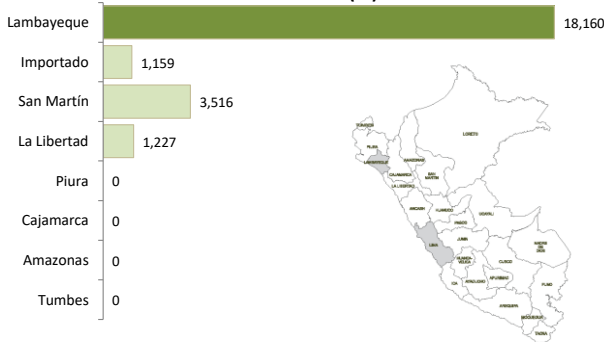 Lambayeque 18,160
Importado 1,159
San Martín 3,516
La Libertad 1,227
Piura 0
Cajamarca 0
Amazonas 0
Tumbes 0
TUMBES
LORETO
PIURA
AMAZONAS
LAMBAYEQUE
CAJAMARCA
SAN
MARTIN
LA LIBERTAD
ANCASH
HUANUCO
UCAYALI
PASCO
JUNIN
LIMA
MADRE
DE
DIOS
HUANCA-
VELICA
CUSCO
ICA
AYACUCHO
APURIMAC
PUNO
AREQUIPA
MOQUEGUA
TACNA